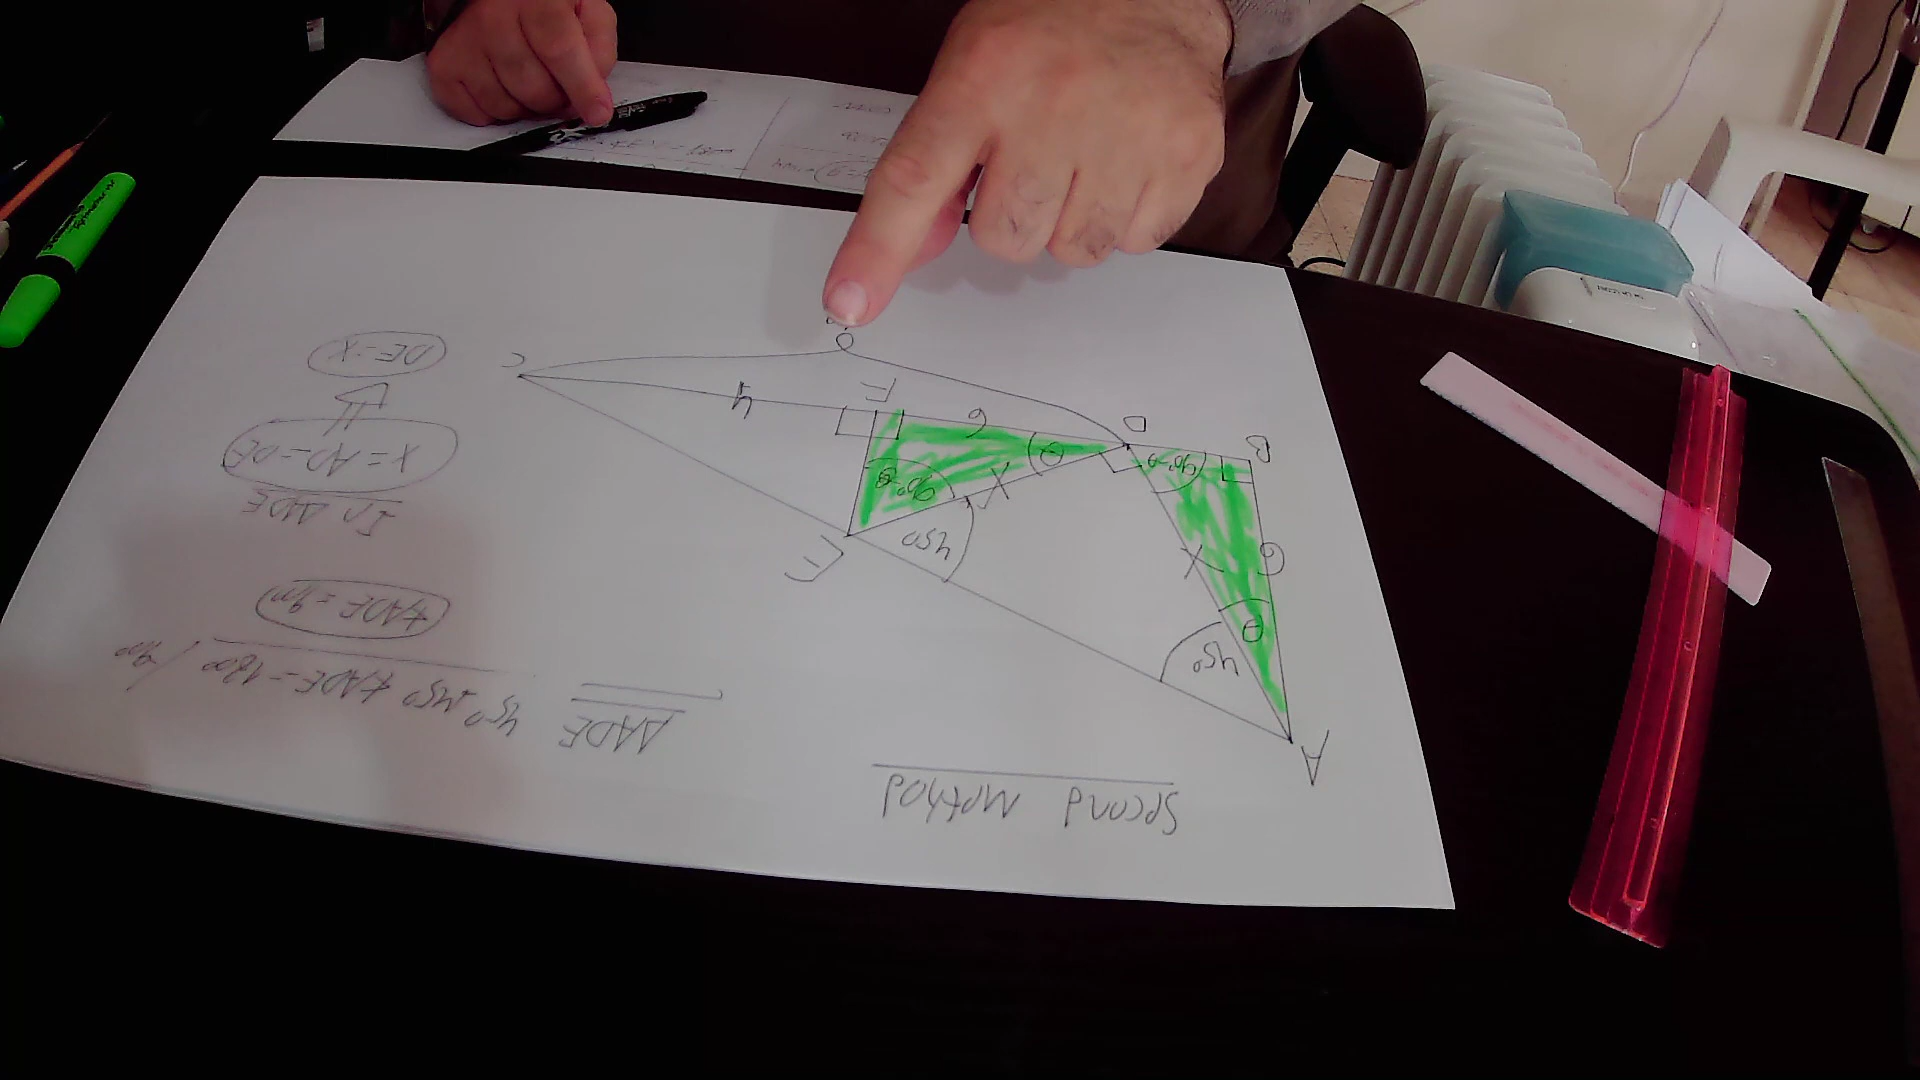 Second Method
A
45°
θ
6
X
B
90°-θ
D
θ
6
X
45°
E
90°-θ
F
4
C
8
ΔADE
45°+45°+∡ADE=180° /-90°
∡ADE=90°
In ΔADE
X=AD=DE
⇓
DE=X